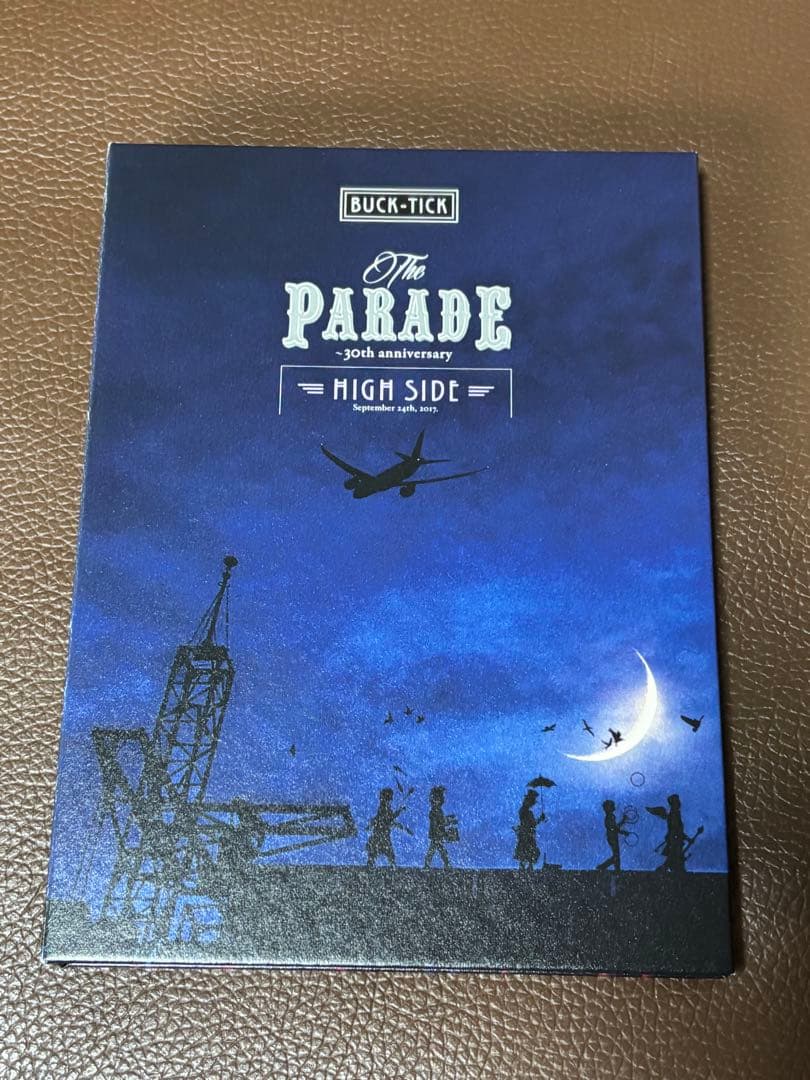 BUCK-TICK
The
PARADE
~30th anniversary
HIGH SIDE
September 24th, 2017.